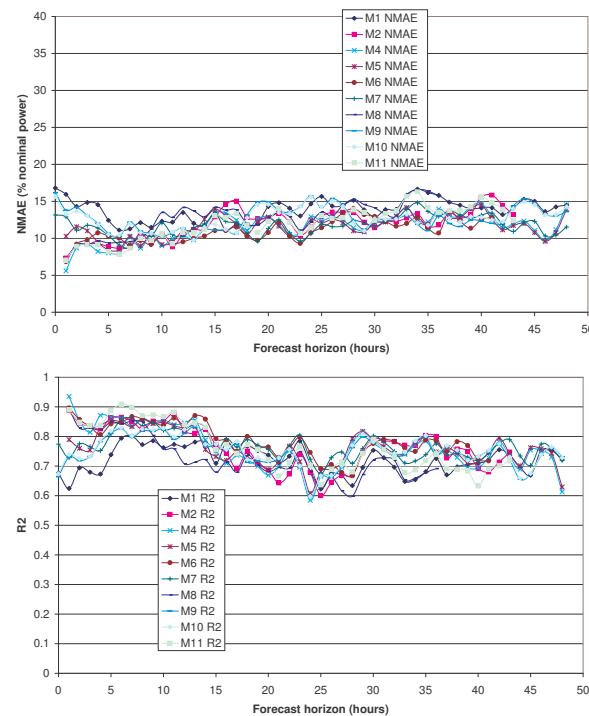 40
35
30
25
20
15
10
5
0
NMAE (% nominal power)
M1 NMAE
M2 NMAE
M4 NMAE
M5 NMAE
M6 NMAE
M7 NMAE
M8 NMAE
M9 NMAE
M10 NMAE
M11 NMAE
0 5 10 15 20 25 30 35 40 45 50
Forecast horizon (hours)
1
0.9
0.8
0.7
0.6
0.5
0.4
0.3
0.2
0.1
0
R2
M1 R2
M2 R2
M4 R2
M5 R2
M6 R2
M7 R2
M8 R2
M9 R2
M10 R2
M11 R2
0 5 10 15 20 25 30 35 40 45 50
Forecast horizon (hours)